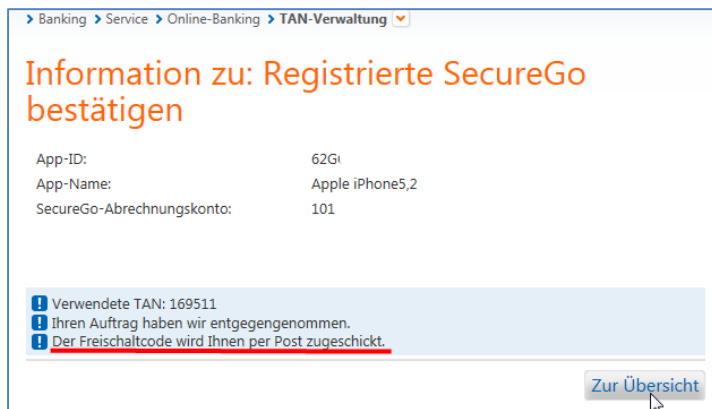 Banking Service Online-Banking TAN-Verwaltung
Information zu: Registrierte SecureGo
bestätigen
App-ID: 62G
App-Name: Apple iPhone5,2
SecureGo-Abrechnungskonto: 101
Verwendete TAN: 169511
Ihren Auftrag haben wir entgegengenommen.
Der Freischaltcode wird Ihnen per Post zugeschickt.
Zur Übersicht